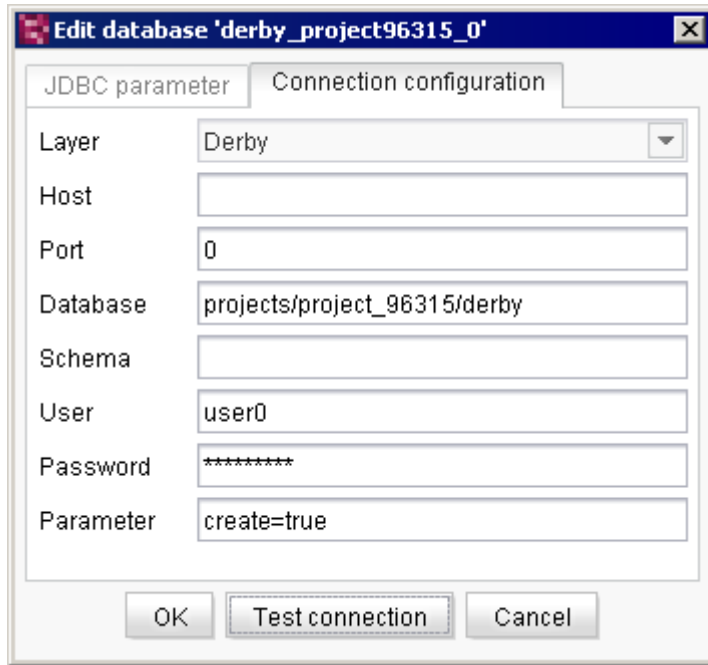 Edit database 'derby_project96315_0'
JDBC parameter Connection configuration
Layer Derby
Host
Port 0
Database projects/project_96315/derby
Schema
User user0
Password *********
Parameter create=true
OK Test connection Cancel